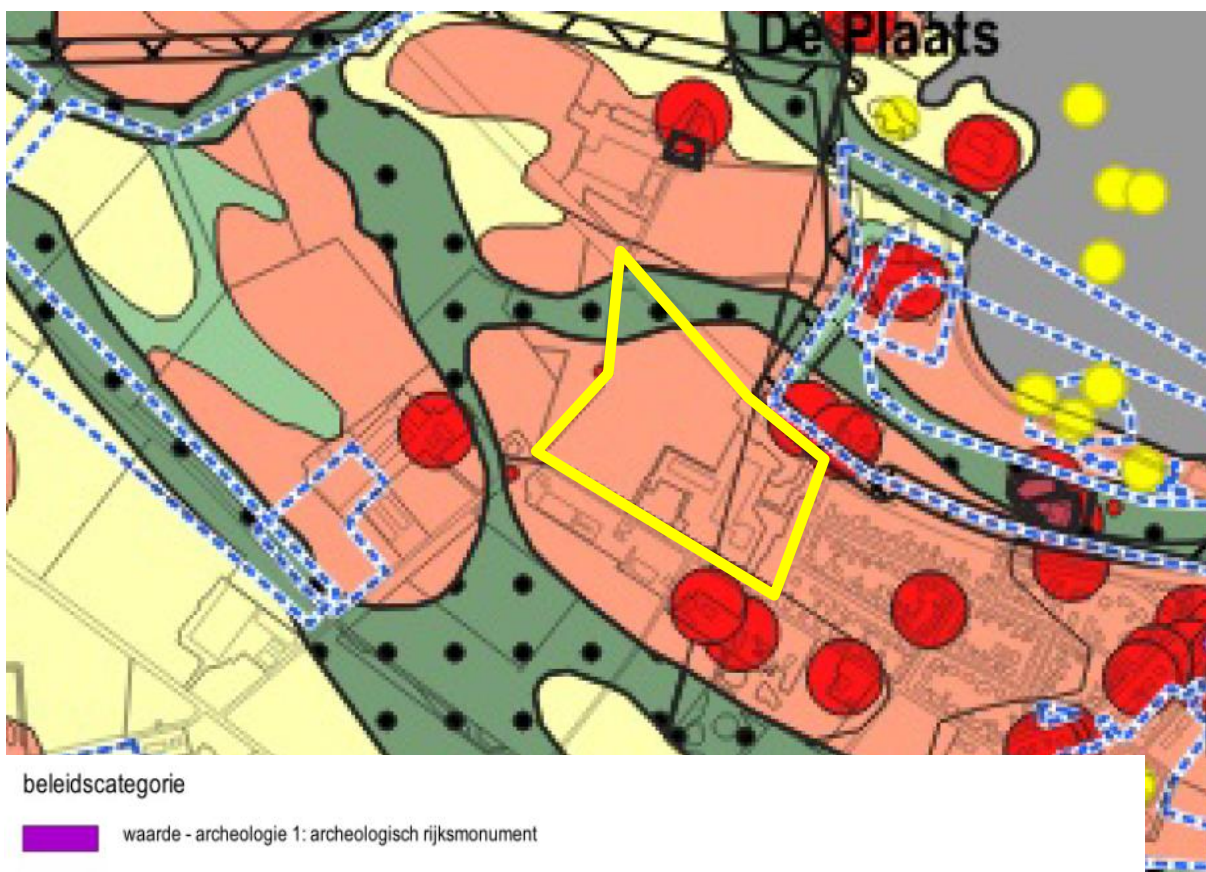 De Plaats
beleidscategorie
waarde - archeologie 1: archeologisch rijksmonument